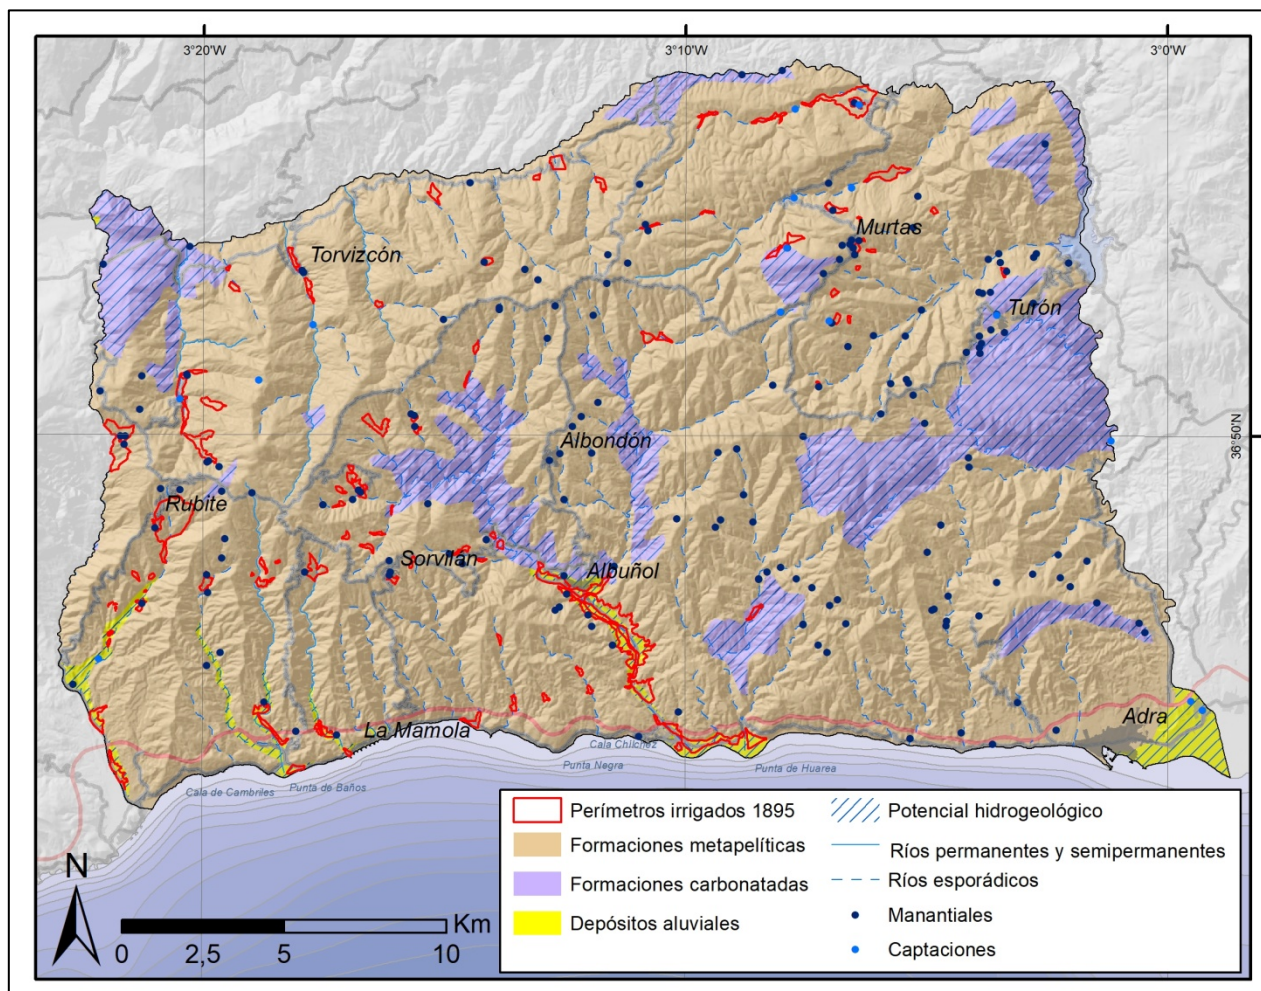 3°20'W
3°10'W
3°0'W
Murtas
Torvizcón
Turón
36°50'N
Albondón
Rubite
Sorvilán
Albuñol
Adra
La Mamola
Cala Chilchez
Punta Negra
Punta de Huarea
Cala de Cambriles
Punta de Baños
Perímetros irrigados 1895
Formaciones metapelíticas
Formaciones carbonatadas
Depósitos aluviales
Potencial hidrogeológico
Ríos permanentes y semipermanentes
Ríos esporádicos
Manantiales
Captaciones
N
Km
0
2,5
5
10